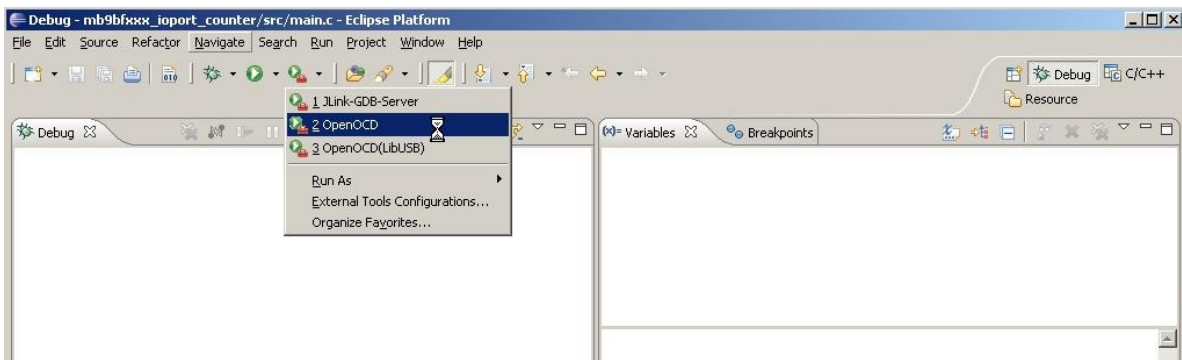 Debug - mb9bfxxx_ioport_counter/src/main.c - Eclipse Platform
File Edit Source Refactor Navigate Search Run Project Window Help
Debug C/C++
Resource
1 JLink-GDB-Server
2 OpenOCD
3 OpenOCD(LibUSB)
Run As
External Tools Configurations...
Organize Favorites...
Debug
(x)= Variables Breakpoints